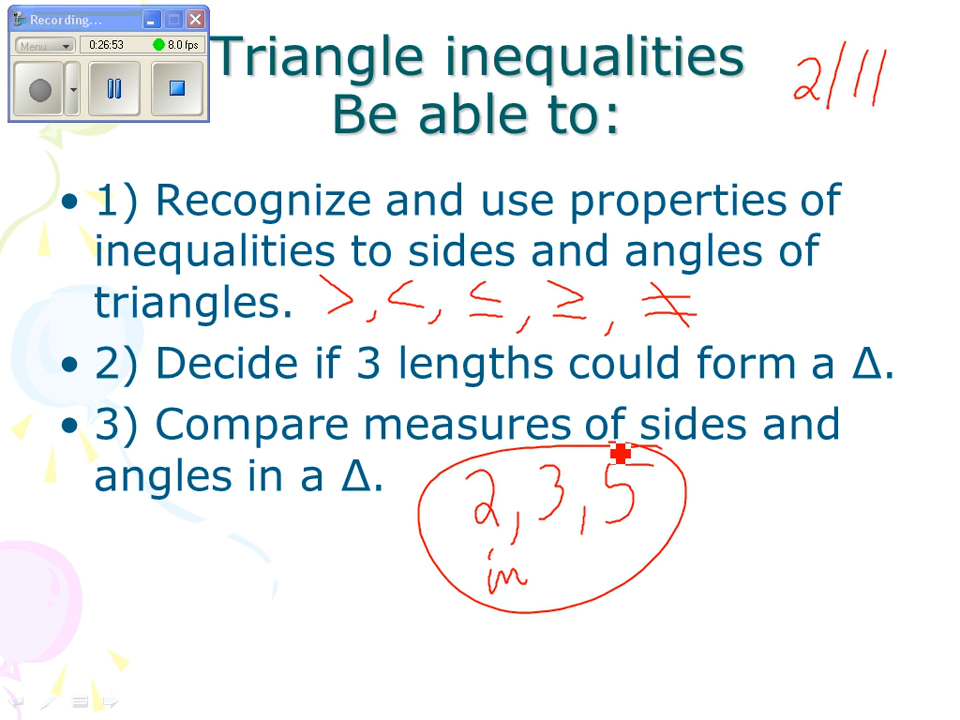 Recording...
Menu
0:26:53
8.0 fps
Triangle inequalities
Be able to:
2/11
• 1) Recognize and use properties of
inequalities to sides and angles of
triangles. >, <, ≤, ≥, ≠
• 2) Decide if 3 lengths could form a Δ.
• 3) Compare measures of sides and
angles in a Δ.
2, 3, 5
in